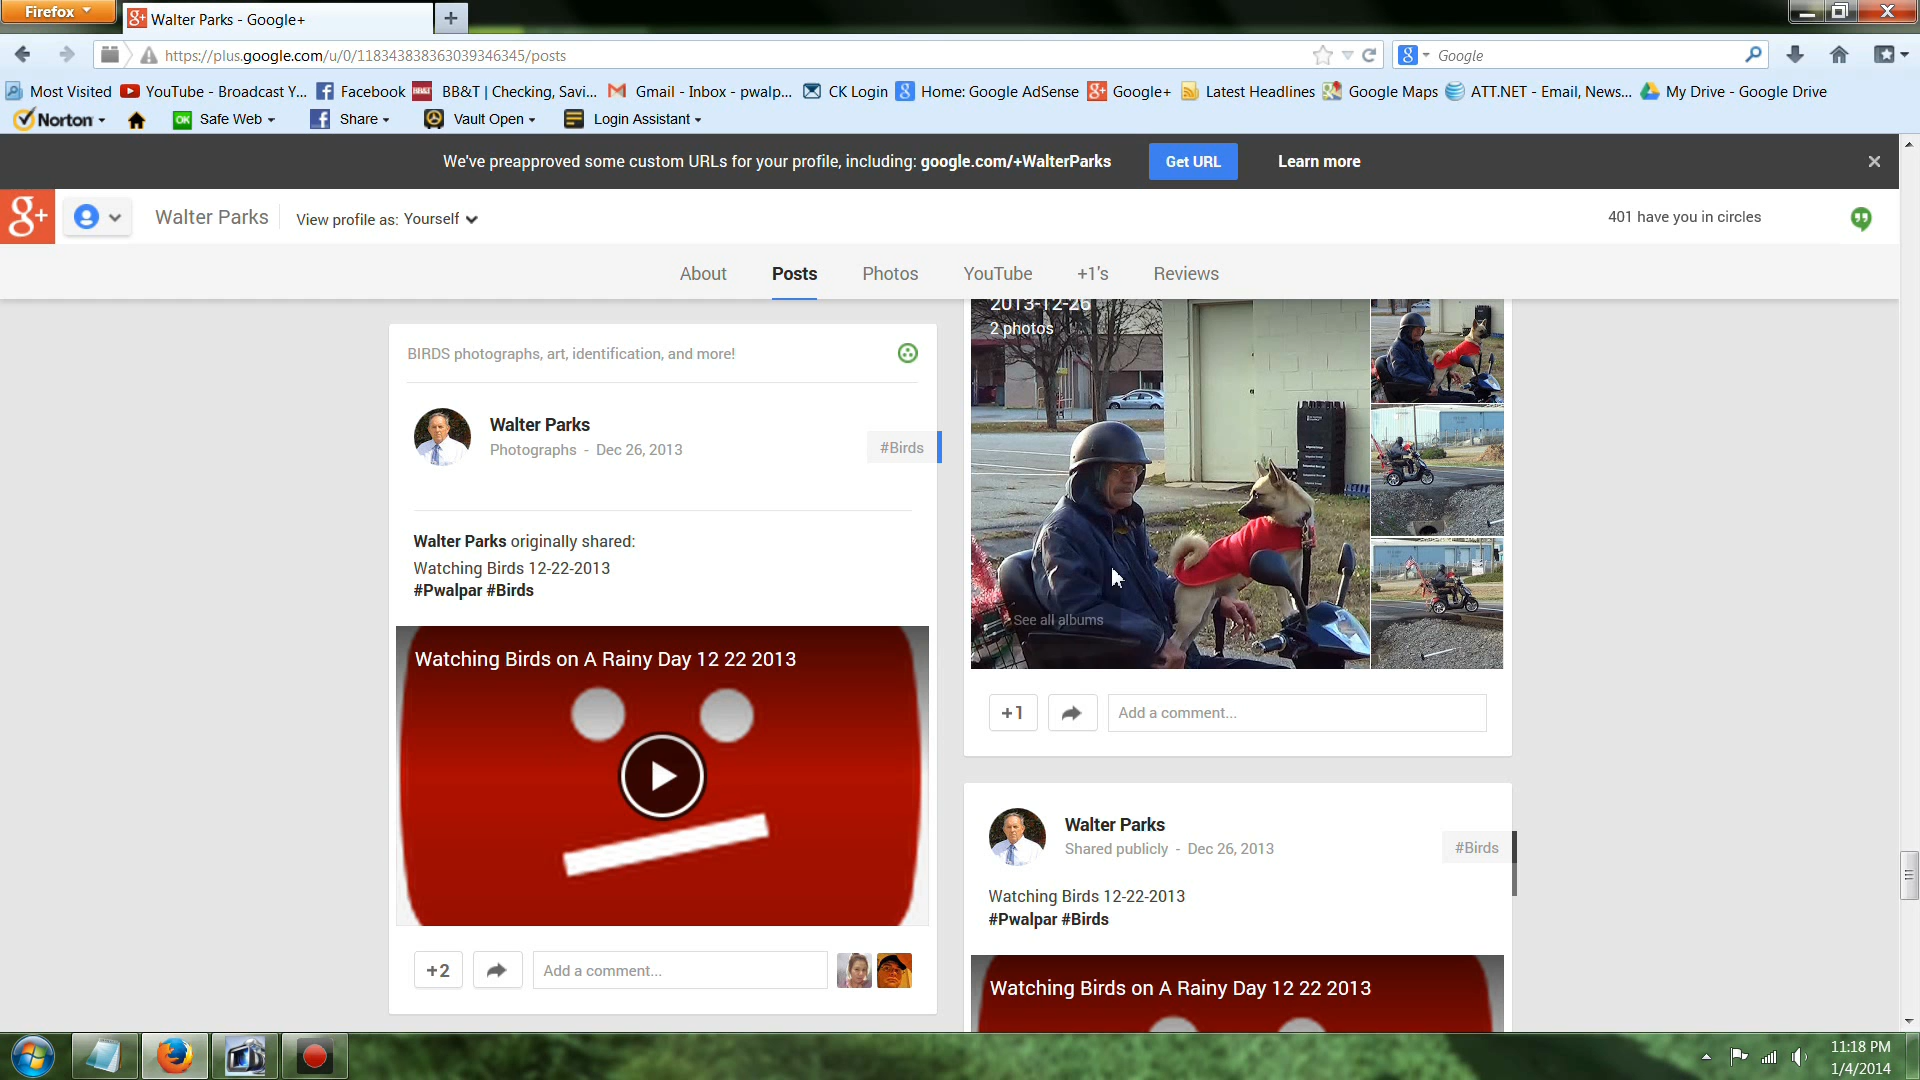 Firefox
Walter Parks - Google+
https://plus.google.com/u/0/118343838363039346345/posts
Google
Most Visited YouTube - Broadcast Y... Facebook BB&T | Checking, Savi... Gmail - Inbox - pwalp... CK Login Home: Google AdSense Google+ Latest Headlines Google Maps ATT.NET - Email, News... My Drive - Google Drive
Norton Safe Web Share Vault Open Login Assistant
We've preapproved some custom URLs for your profile, including: google.com/+WalterParks Get URL Learn more
Walter Parks View profile as: Yourself 401 have you in circles
About Posts Photos YouTube +1's Reviews
BIRDS photographs, art, identification, and more!
Walter Parks
Photographs - Dec 26, 2013
#Birds
Walter Parks originally shared:
Watching Birds 12-22-2013
#Pwalpar #Birds
Watching Birds on A Rainy Day 12 22 2013
+2 Add a comment...
2013-12-26
2 photos
See all albums
+1 Add a comment...
Walter Parks
Shared publicly - Dec 26, 2013
#Birds
Watching Birds 12-22-2013
#Pwalpar #Birds
Watching Birds on A Rainy Day 12 22 2013
11:18 PM
1/4/2014